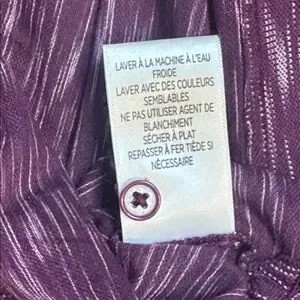 LAVER À LA MACHINE À L'EAU
FROIDE
LAVER AVEC DES COULEURS
SEMBLABLES
NE PAS UTILISER AGENT DE
BLANCHIMENT
SÉCHER À PLAT
REPASSER À FER TIÈDE SI
NÉCESSAIRE